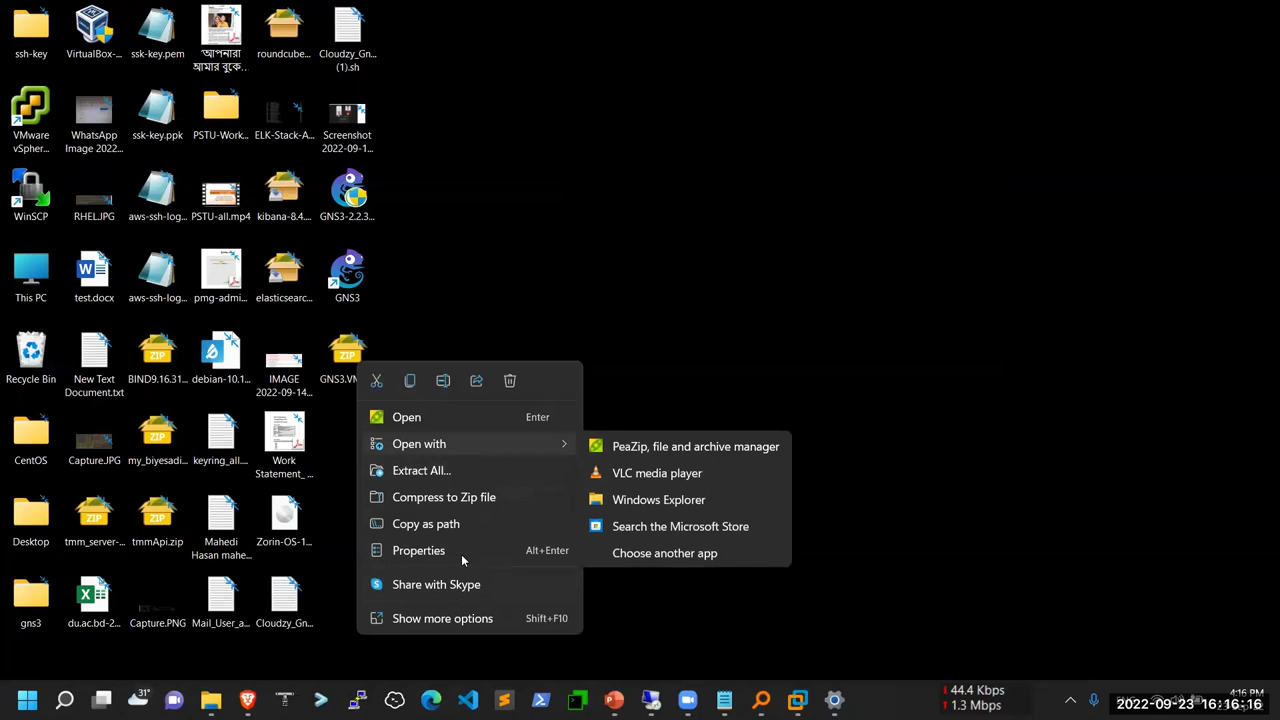 ssh-key
VirtualBox-...
ssk-key.pem
আপনারা
আমার বুকে...
roundcube...
Cloudzy_Gn...
(1).sh
VMware
vSpher...
WhatsApp
Image 2022...
ssk-key.ppk
PSTU-Work...
ELK-Stack-A...
Screenshot
2022-09-1...
WinSCP
RHEL.JPG
aws-ssh-log...
PSTU-all.mp4
kibana-8.4....
GNS3-2.2.3...
This PC
test.docx
aws-ssh-log...
pmg-admi...
elasticsearc...
GNS3
Recycle Bin
New Text
Document.txt
BIND9.16.31...
debian-10.1...
IMAGE
2022-09-14...
GNS3.VM
CentOS
Capture.JPG
my_biyesadi...
keyring_all....
Work
Statement_ ...
Desktop
tmm_server-...
tmmApi.zip
Mahedi
Hasan mahe...
Zorin-OS-1...
gns3
du.ac.bd-2...
Capture.PNG
Mail_User_a...
Cloudzy_Gn...
Open
Enter
Open with
Extract All...
Compress to Zip file
Copy as path
Properties
Alt+Enter
Share with Skype
Show more options
Shift+F10
PeaZip, file and archive manager
VLC media player
Windows Explorer
Search the Microsoft Store
Choose another app
31°
44.4 Kbps
1.3 Mbps
4:16 PM
2022-09-23 16:16:16